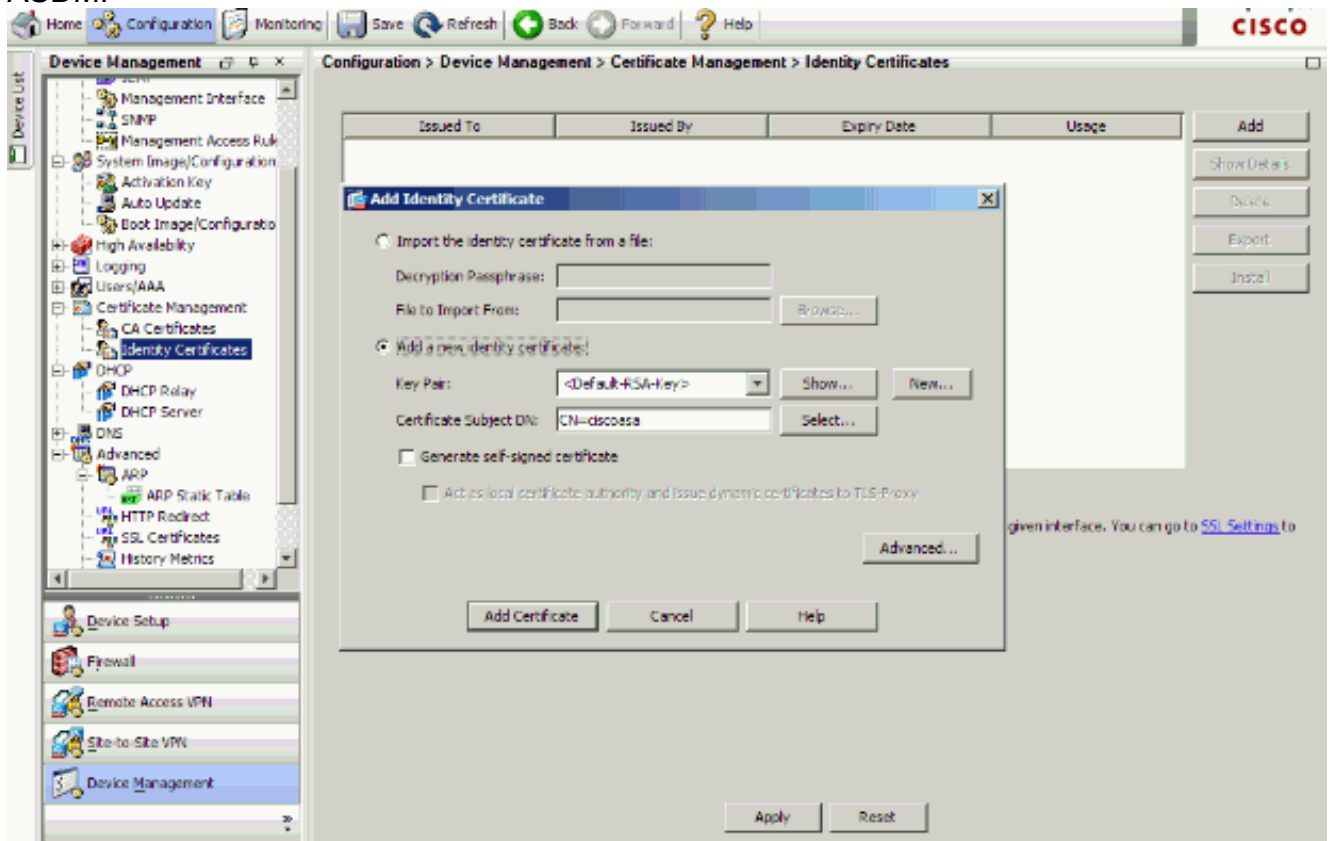 ASDM.
Home Configuration Monitoring Save Refresh Back Forward Help
CISCO
Device List
Device Management
Configuration > Device Management > Certificate Management > Identity Certificates
Management Interface
SNMP
Management Access Rule
System Image/Configuration
Activation Key
Auto Update
Boot Image/Configuratio
High Availability
Logging
Users/AAA
Certificate Management
CA Certificates
Identity Certificates
DHCP
DHCP Relay
DHCP Server
DNS
Advanced
ARP
ARP Static Table
HTTP Redirect
SSL Certificates
History Metrics
Device Setup
Firewall
Remote Access VPN
Site-to-Site VPN
Device Management
Issued To Issued By Expiry Date Usage
Add
Show Details
Delete
Export
Install
Add Identity Certificate
Import the identity certificate from a file:
Decryption Passphrase:
File to Import From: Browse...
Add a new identity certificate:
Key Pair: <Default-RSA-Key> Show... New...
Certificate Subject DN: CN=ciscoasa Select...
Generate self-signed certificate
Act as local certificate authority and issue dynamic certificates to TLS-Proxy
Advanced...
Add Certificate Cancel Help
given interface. You can go to SSL Settings to
Apply Reset